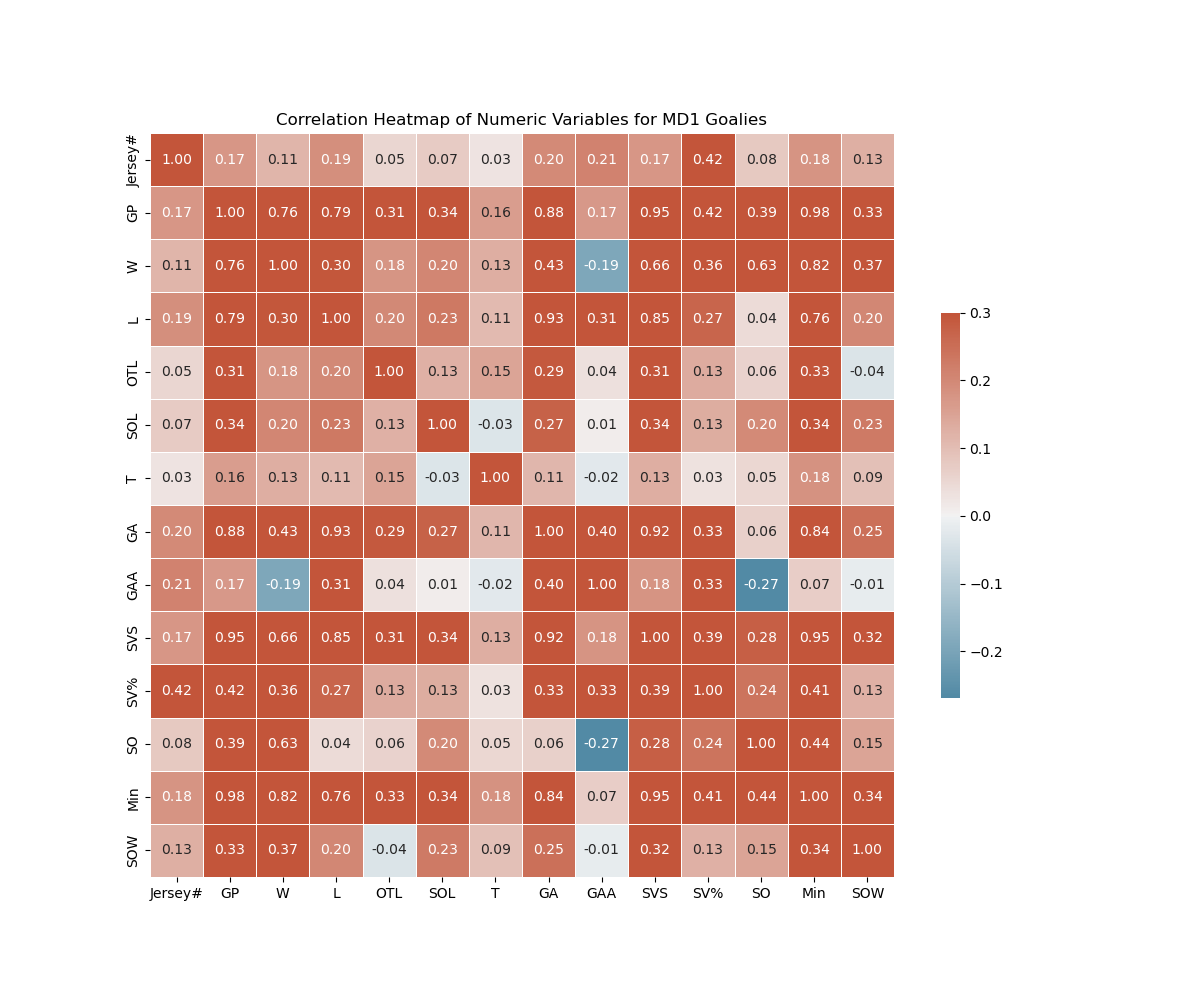 Correlation Heatmap of Numeric Variables for MD1 Goalies
Jersey# 1.00 0.17 0.11 0.19 0.05 0.07 0.03 0.20 0.21 0.17 0.42 0.08 0.18 0.13
GP 0.17 1.00 0.76 0.79 0.31 0.34 0.16 0.88 0.17 0.95 0.42 0.39 0.98 0.33
W 0.11 0.76 1.00 0.30 0.18 0.20 0.13 0.43 -0.19 0.66 0.36 0.63 0.82 0.37
L 0.19 0.79 0.30 1.00 0.20 0.23 0.11 0.93 0.31 0.85 0.27 0.04 0.76 0.20
OTL 0.05 0.31 0.18 0.20 1.00 0.13 0.15 0.29 0.04 0.31 0.13 0.06 0.33 -0.04
SOL 0.07 0.34 0.20 0.23 0.13 1.00 -0.03 0.27 0.01 0.34 0.13 0.20 0.34 0.23
T 0.03 0.16 0.13 0.11 0.15 -0.03 1.00 0.11 -0.02 0.13 0.03 0.05 0.18 0.09
GA 0.20 0.88 0.43 0.93 0.29 0.27 0.11 1.00 0.40 0.92 0.33 0.06 0.84 0.25
GAA 0.21 0.17 -0.19 0.31 0.04 0.01 -0.02 0.40 1.00 0.18 0.33 -0.27 0.07 -0.01
SVS 0.17 0.95 0.66 0.85 0.31 0.34 0.13 0.92 0.18 1.00 0.39 0.28 0.95 0.32
SV% 0.42 0.42 0.36 0.27 0.13 0.13 0.03 0.33 0.33 0.39 1.00 0.24 0.41 0.13
SO 0.08 0.39 0.63 0.04 0.06 0.20 0.05 0.06 -0.27 0.28 0.24 1.00 0.44 0.15
Min 0.18 0.98 0.82 0.76 0.33 0.34 0.18 0.84 0.07 0.95 0.41 0.44 1.00 0.34
SOW 0.13 0.33 0.37 0.20 -0.04 0.23 0.09 0.25 -0.01 0.32 0.13 0.15 0.34 1.00
Jersey# GP W L OTL SOL T GA GAA SVS SV% SO Min SOW
0.3
0.2
0.1
0.0
−0.1
−0.2